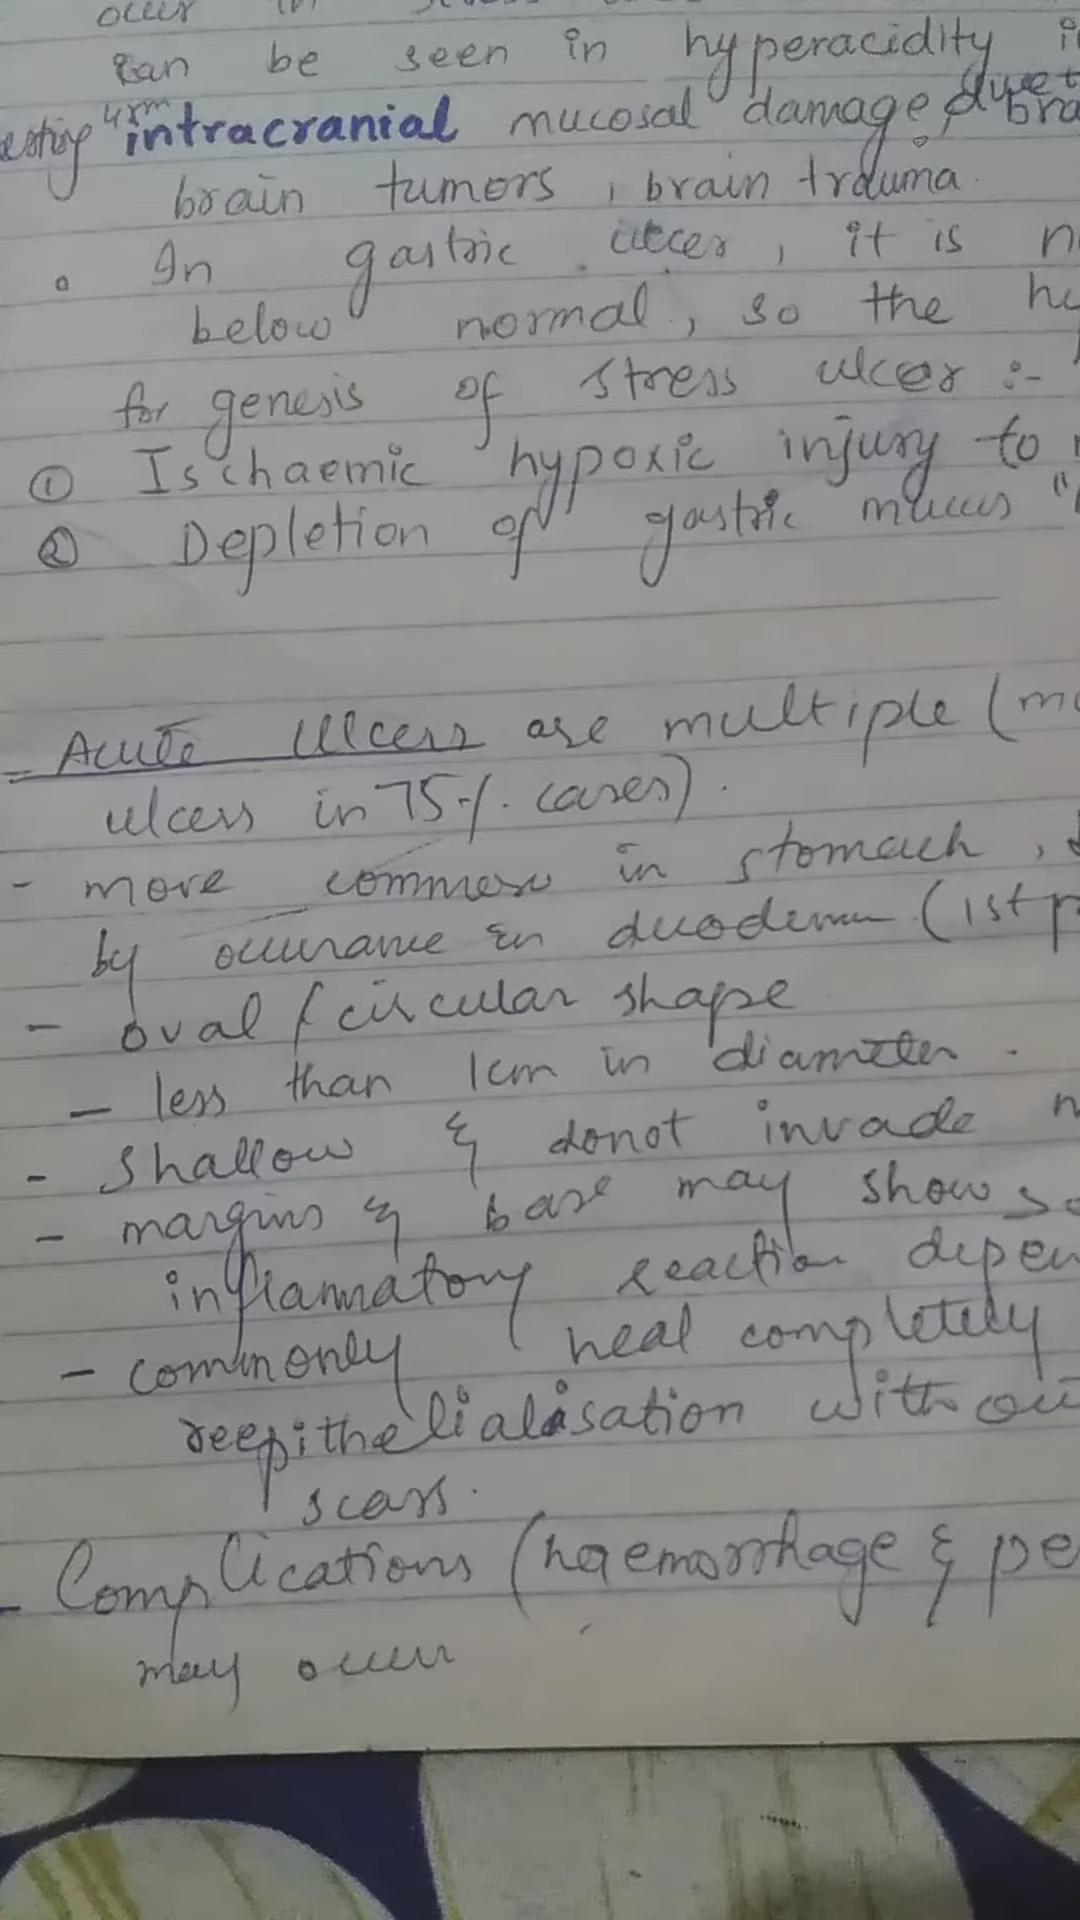 occur in
can be seen in hyperacidity
intracranial mucosal damage, due to
brain tumors, brain trauma.
• In gastric ulcer, it is
below normal, so the
for genesis of stress ulcer :-
① Ischaemic hypoxic injury to
② Depletion of gastric mucus "
= Acute Ulcers are multiple (
ulcers in 75%. cases).
- more common in stomach,
by occurance in duodenum (1st
- oval / circular shape
- less than 1cm in diameter.
- Shallow & donot invade
- margins & base may show
inflammatory reaction
- commonly heal completely
reepithelialisation without
scars.
- Complications (haemorrhage &
may occur